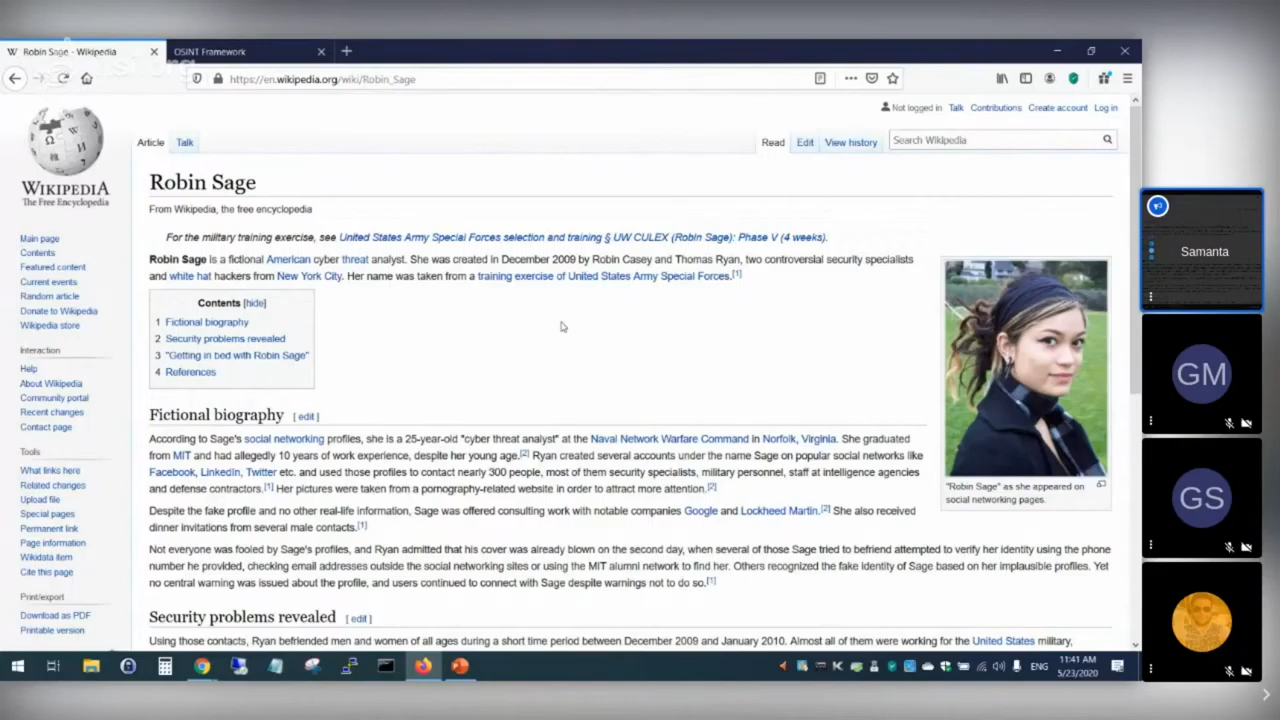 Robin Sage - Wikipedia
OSINT Framework
https://en.wikipedia.org/wiki/Robin_Sage
Not logged in Talk Contributions Create account Log in
Article Talk Read Edit View history Search Wikipedia
WIKIPEDIA
The Free Encyclopedia
Main page
Contents
Featured content
Current events
Random article
Donate to Wikipedia
Wikipedia store
Interaction
Help
About Wikipedia
Community portal
Recent changes
Contact page
Tools
What links here
Related changes
Upload file
Special pages
Permanent link
Page information
Wikidata item
Cite this page
Print/export
Download as PDF
Printable version
Robin Sage
From Wikipedia, the free encyclopedia
For the military training exercise, see United States Army Special Forces selection and training § UW CULEX (Robin Sage): Phase V (4 weeks).
Robin Sage is a fictional American cyber threat analyst. She was created in December 2009 by Robin Casey and Thomas Ryan, two controversial security specialists
and white hat hackers from New York City. Her name was taken from a training exercise of United States Army Special Forces.[1]
Contents [hide]
1 Fictional biography
2 Security problems revealed
3 "Getting in bed with Robin Sage"
4 References
"Robin Sage" as she appeared on
social networking pages.
Fictional biography [ edit ]
According to Sage's social networking profiles, she is a 25-year-old "cyber threat analyst" at the Naval Network Warfare Command in Norfolk, Virginia. She graduated
from MIT and had allegedly 10 years of work experience, despite her young age.[2] Ryan created several accounts under the name Sage on popular social networks like
Facebook, LinkedIn, Twitter etc. and used those profiles to contact nearly 300 people, most of them security specialists, military personnel, staff at intelligence agencies
and defense contractors.[1] Her pictures were taken from a pornography-related website in order to attract more attention.[2]
Despite the fake profile and no other real-life information, Sage was offered consulting work with notable companies Google and Lockheed Martin.[2] She also received
dinner invitations from several male contacts.[1]
Not everyone was fooled by Sage's profiles, and Ryan admitted that his cover was already blown on the second day, when several of those Sage tried to befriend attempted to verify her identity using the phone
number he provided, checking email addresses outside the social networking sites or using the MIT alumni network to find her. Others recognized the fake identity of Sage based on her implausible profiles. Yet
no central warning was issued about the profile, and users continued to connect with Sage despite warnings not to do so.[1]
Security problems revealed [ edit ]
Using those contacts, Ryan befriended men and women of all ages during a short time period between December 2009 and January 2010. Almost all of them were working for the United States military,
ENG
11:41 AM
5/23/2020
Samanta
GM
GS